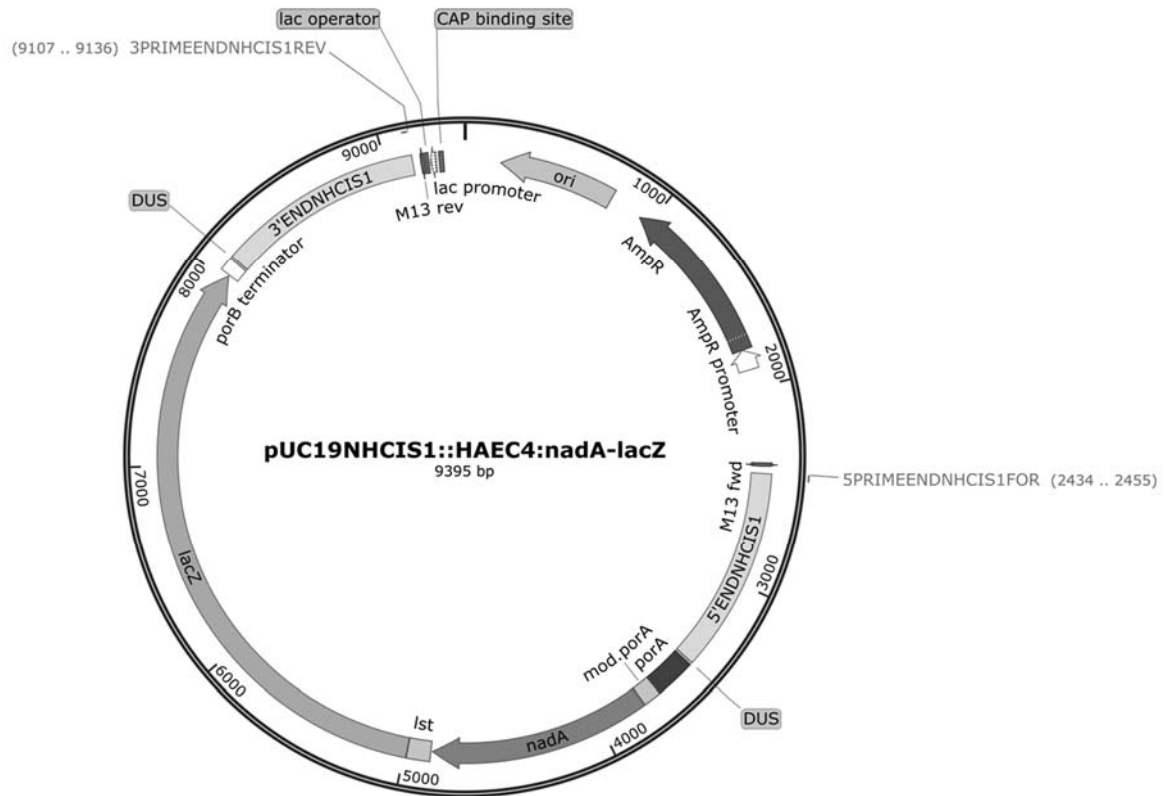 lac operator
CAP binding site
(9107 .. 9136) 3PRIMEENDNHCIS1REV
9000
1000
lac promoter
M13 rev
ori
DUS
3'ENDNHCIS1
AmpR
8000
porB terminator
AmpR promoter
2000
pUC19NHCIS1::HAEC4:nadA-lacZ
9395 bp
7000
M13 fwd
5PRIMEENDNHCIS1FOR (2434 .. 2455)
lacZ
5'ENDNHCIS1
3000
mod.porA
porA
6000
DUS
lst
nadA
4000
5000